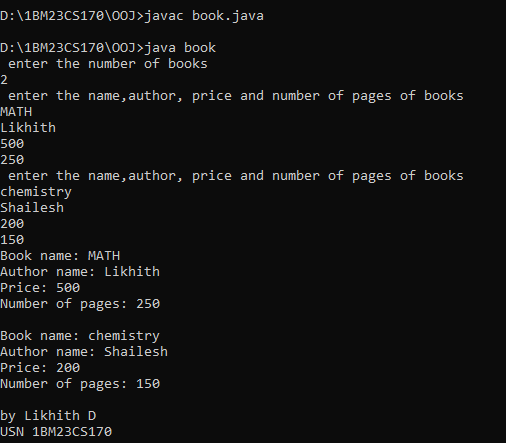 D:\1BM23CS170\OOJ>javac book.java
D:\1BM23CS170\OOJ>java book
enter the number of books
2
enter the name,author, price and number of pages of books
MATH
Likhith
500
250
enter the name,author, price and number of pages of books
chemistry
Shailesh
200
150
Book name: MATH
Author name: Likhith
Price: 500
Number of pages: 250
Book name: chemistry
Author name: Shailesh
Price: 200
Number of pages: 150
by Likhith D
USN 1BM23CS170